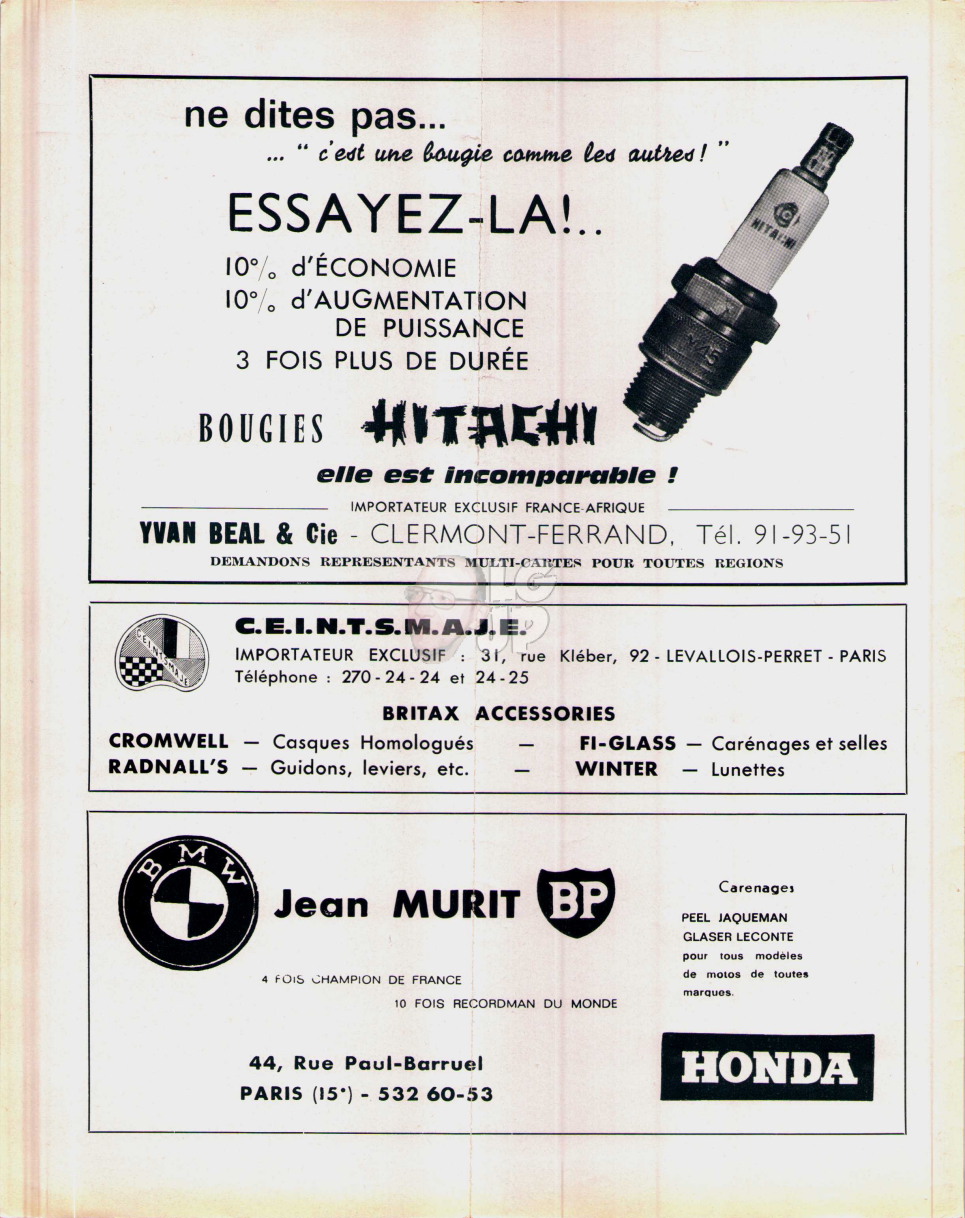 ne dites pas...
... " c'est une bougie comme les autres ! "
ESSAYEZ-LA!..
10% d'ÉCONOMIE
10% d'AUGMENTATION
DE PUISSANCE
3 FOIS PLUS DE DURÉE
HITACHI
M45
BOUGIES HITACHI
elle est incomparable !
IMPORTATEUR EXCLUSIF FRANCE-AFRIQUE
YVAN BEAL & Cie - CLERMONT-FERRAND, Tél. 91-93-51
DEMANDONS REPRESENTANTS MULTI-CARTES POUR TOUTES REGIONS
LG
UP
CEINTSMAJE
C.E.I.N.T.S.M.A.J.E.
IMPORTATEUR EXCLUSIF : 31, rue Kléber, 92 - LEVALLOIS-PERRET - PARIS
Téléphone : 270-24-24 et 24-25
BRITAX ACCESSORIES
CROMWELL — Casques Homologués — FI-GLASS — Carénages et selles
RADNALL'S — Guidons, leviers, etc. — WINTER — Lunettes
BMW
Jean MURIT BP
4 FOIS CHAMPION DE FRANCE
10 FOIS RECORDMAN DU MONDE
44, Rue Paul-Barruel
PARIS (15e) - 532 60-53
Carenages
PEEL JAQUEMAN
GLASER LECONTE
pour tous modèles
de motos de toutes
marques.
HONDA